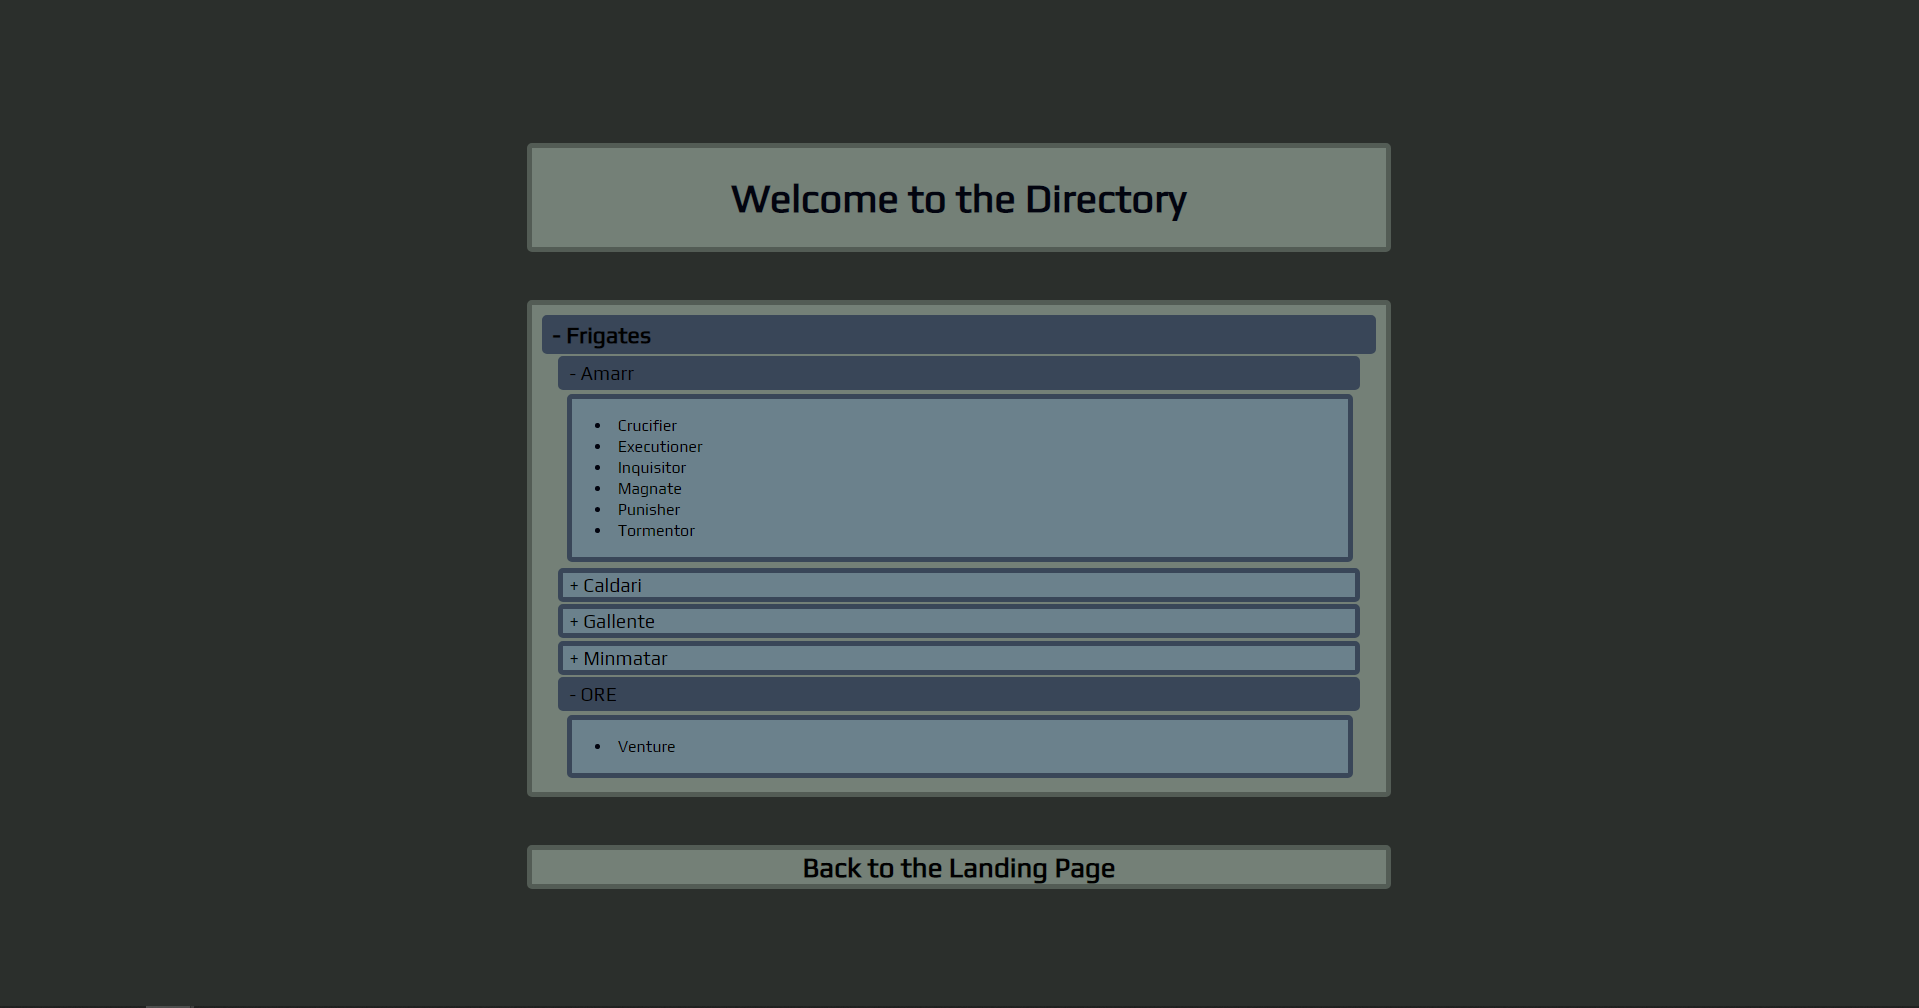 Welcome to the Directory
- Frigates
- Amarr
• Crucifier
• Executioner
• Inquisitor
• Magnate
• Punisher
• Tormentor
+ Caldari
+ Gallente
+ Minmatar
- ORE
• Venture
Back to the Landing Page